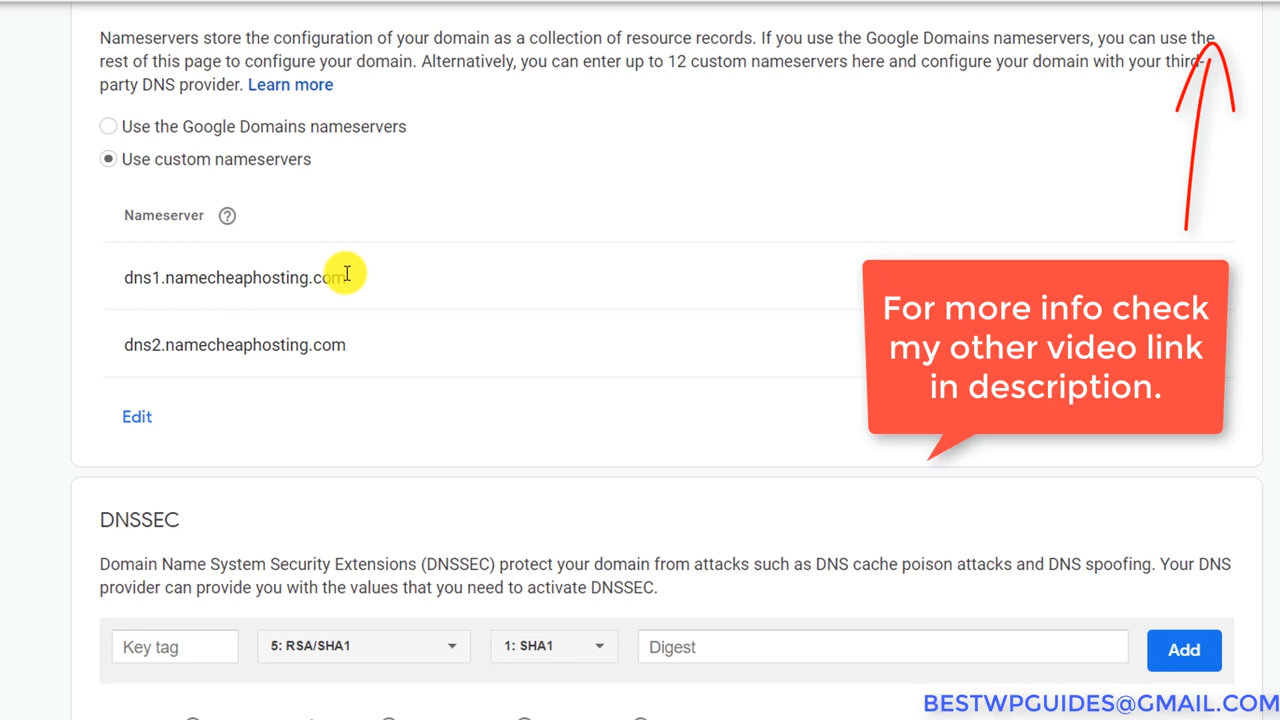 Nameservers store the configuration of your domain as a collection of resource records. If you use the Google Domains nameservers, you can use the
rest of this page to configure your domain. Alternatively, you can enter up to 12 custom nameservers here and configure your domain with your third-
party DNS provider. Learn more
Use the Google Domains nameservers
Use custom nameservers
Nameserver ?
dns1.namecheaphosting.com
dns2.namecheaphosting.com
Edit
For more info check
my other video link
in description.
DNSSEC
Domain Name System Security Extensions (DNSSEC) protect your domain from attacks such as DNS cache poison attacks and DNS spoofing. Your DNS
provider can provide you with the values that you need to activate DNSSEC.
Key tag 5: RSA/SHA1 1: SHA1 Digest Add
BESTWPGUIDES@GMAIL.COM